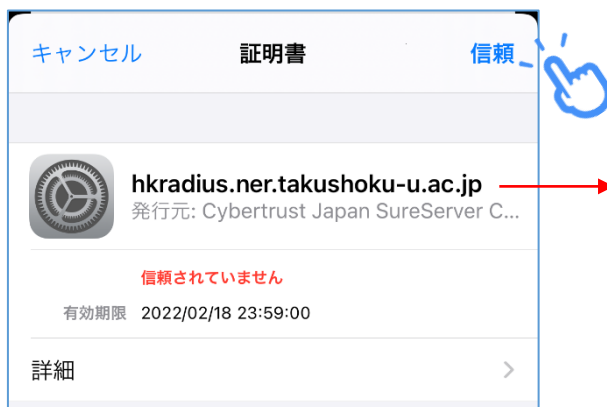 キャンセル 証明書 信頼
hkradius.ner.takushoku-u.ac.jp
発行元: Cybertrust Japan SureServer C...
信頼されていません
有効期限 2022/02/18 23:59:00
詳細